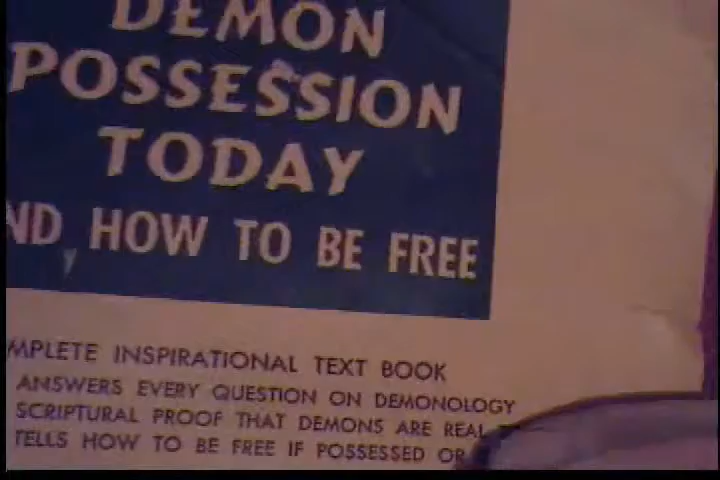 DEMON
POSSESSION
TODAY
ND HOW TO BE FREE
MPLETE INSPIRATIONAL TEXT BOOK
ANSWERS EVERY QUESTION ON DEMONOLOGY
SCRIPTURAL PROOF THAT DEMONS ARE REAL
TELLS HOW TO BE FREE IF POSSESSED OR